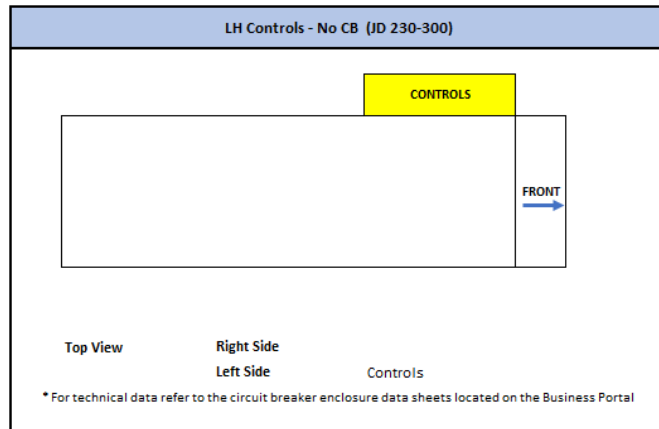 LH Controls - No CB (JD 230-300)
CONTROLS
FRONT
Top View Right Side
Left Side Controls
* For technical data refer to the circuit breaker enclosure data sheets located on the Business Portal